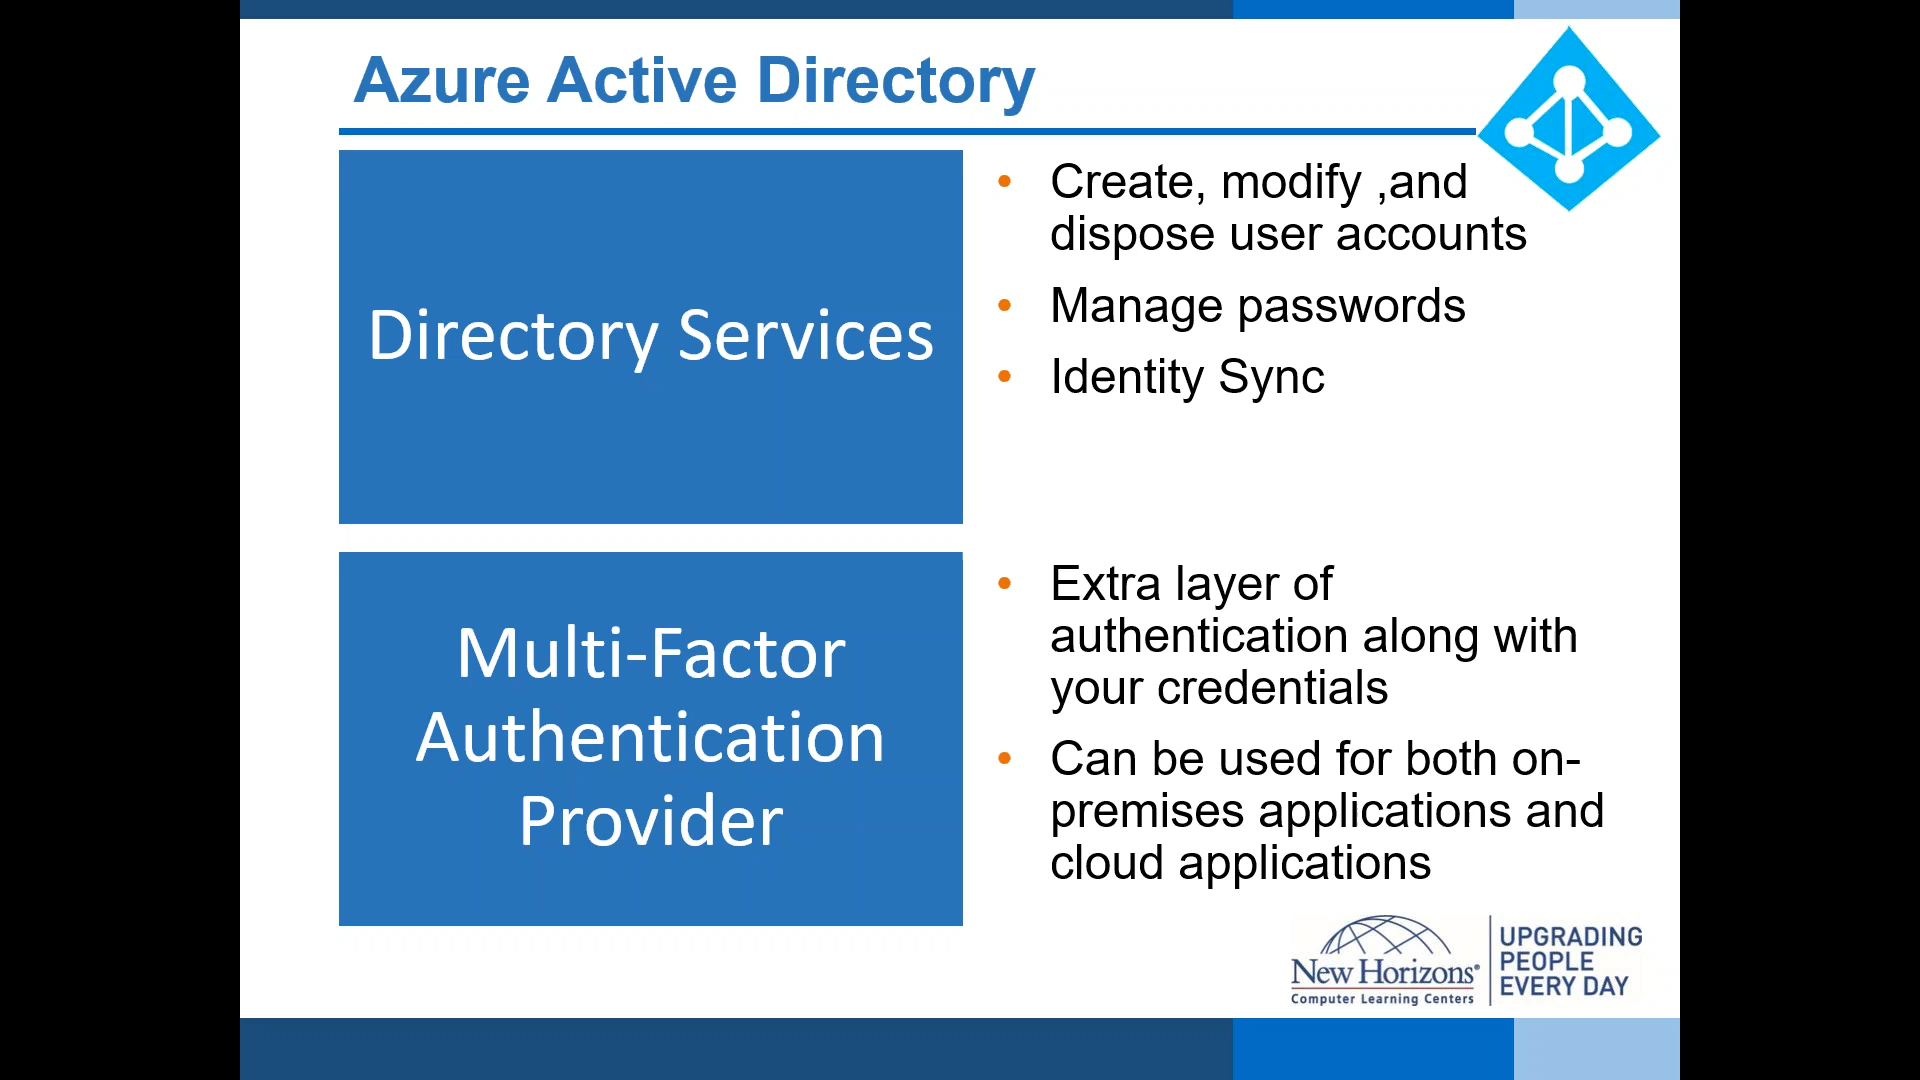 Azure Active Directory
Directory Services
• Create, modify ,and
dispose user accounts
• Manage passwords
• Identity Sync
Multi-Factor
Authentication
Provider
• Extra layer of
authentication along with
your credentials
• Can be used for both on-
premises applications and
cloud applications
New Horizons®
Computer Learning Centers
UPGRADING
PEOPLE
EVERY DAY